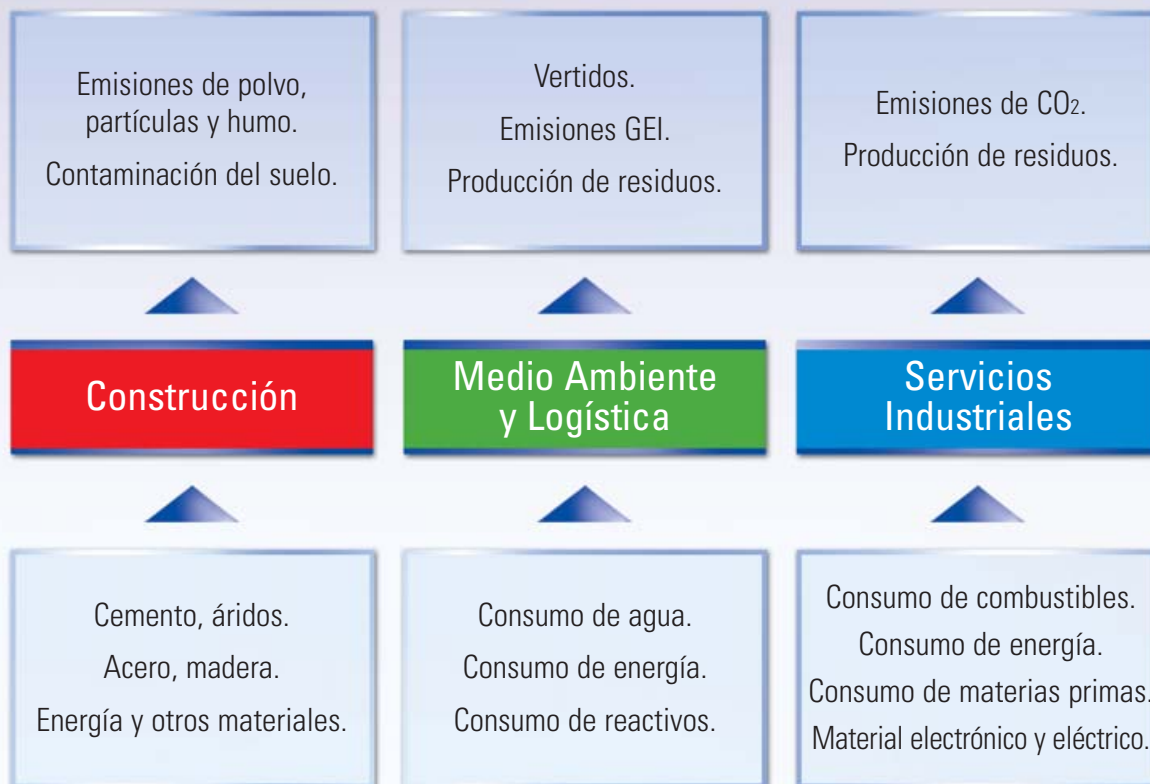 Emisiones de polvo,
partículas y humo.
Contaminación del suelo.
Vertidos.
Emisiones GEI.
Producción de residuos.
Emisiones de CO2.
Producción de residuos.
Construcción
Medio Ambiente
y Logística
Servicios
Industriales
Cemento, áridos.
Acero, madera.
Energía y otros materiales.
Consumo de agua.
Consumo de energía.
Consumo de reactivos.
Consumo de combustibles.
Consumo de energía.
Consumo de materias primas.
Material electrónico y eléctrico.